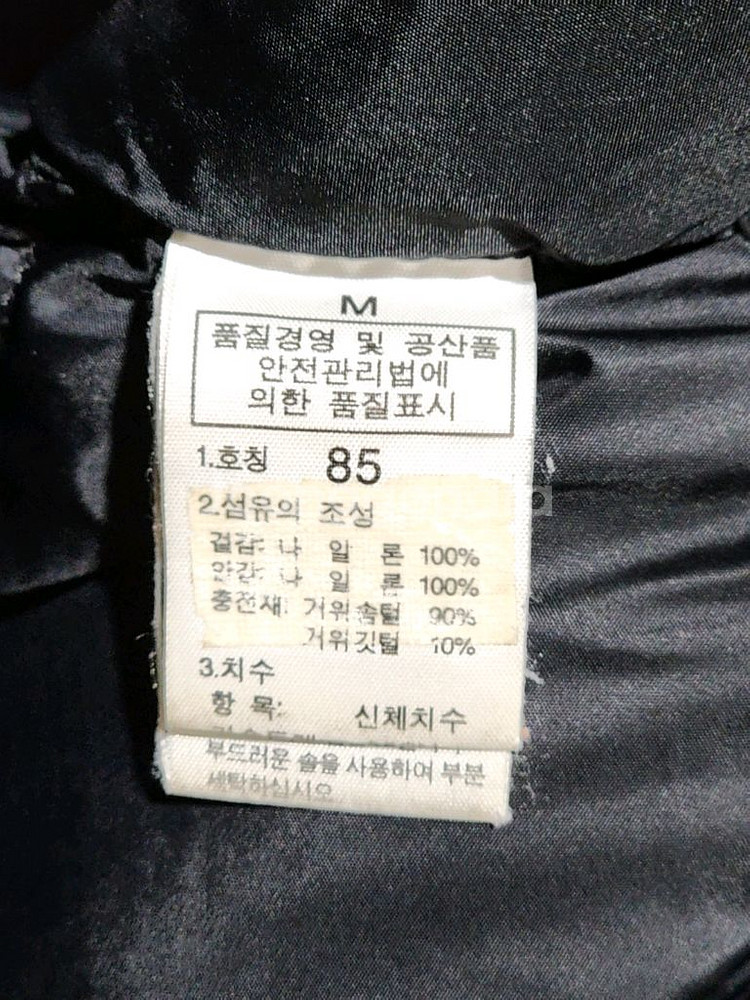 M
품질경영 및 공산품
안전관리법에
의한 품질표시
1.호칭 85
2.섬유의 조성
겉감: 나 일 론 100%
안감: 나 일 론 100%
충전재: 거위솜털 90%
거위깃털 10%
3.치수
항 목: 신체치수
부드러운 솔을 사용하여 부분
세탁하십시오